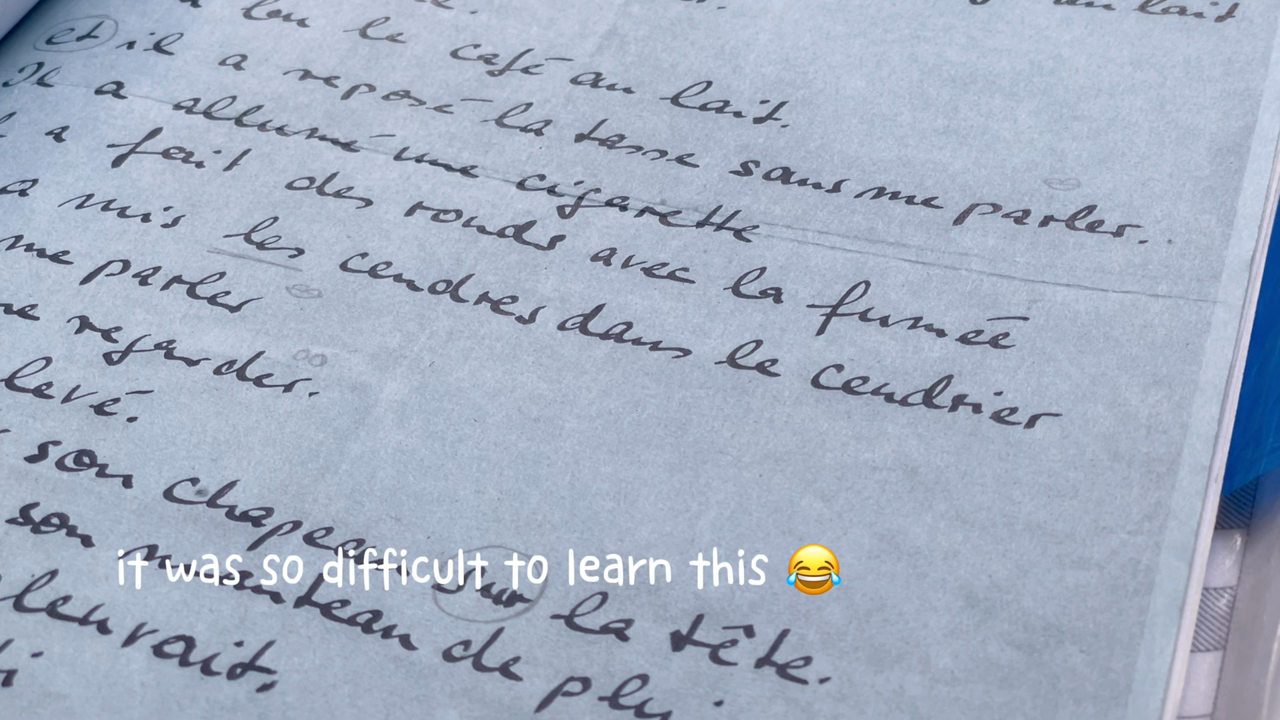 au lait
bu le café au lait.
et il a reposé la tasse sans me parler.
Il a allumé une cigarette
a fait des ronds avec la fumée
a mis les cendres dans le cendrier
me parler
me regarder.
levé.
son chapeau sur la tête.
son manteau de plui
pleuvait.
it was so difficult to learn this 😂